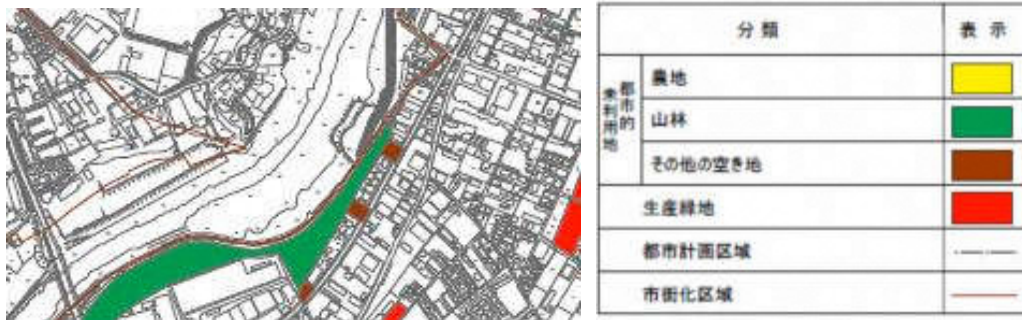 分類 表示
都市的
未利用地
農地
山林
その他の空き地
生産緑地
都市計画区域
市街化区域